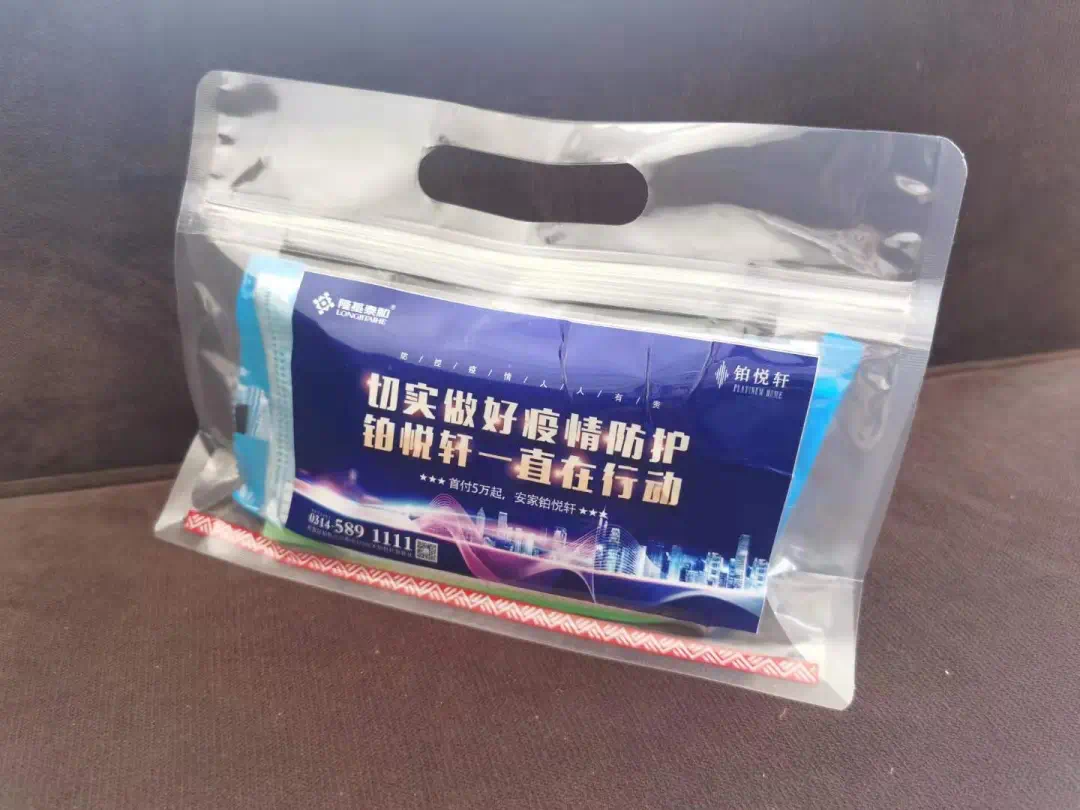 隆基泰和®
LONGJITAIHE
铂悦轩
PLATINUM HOME
防/控/疫/情/人/人/有/责
切实做好疫情防护
铂悦轩一直在行动
★★★ 首付5万起，安家铂悦轩 ★★★
0314-589 1111